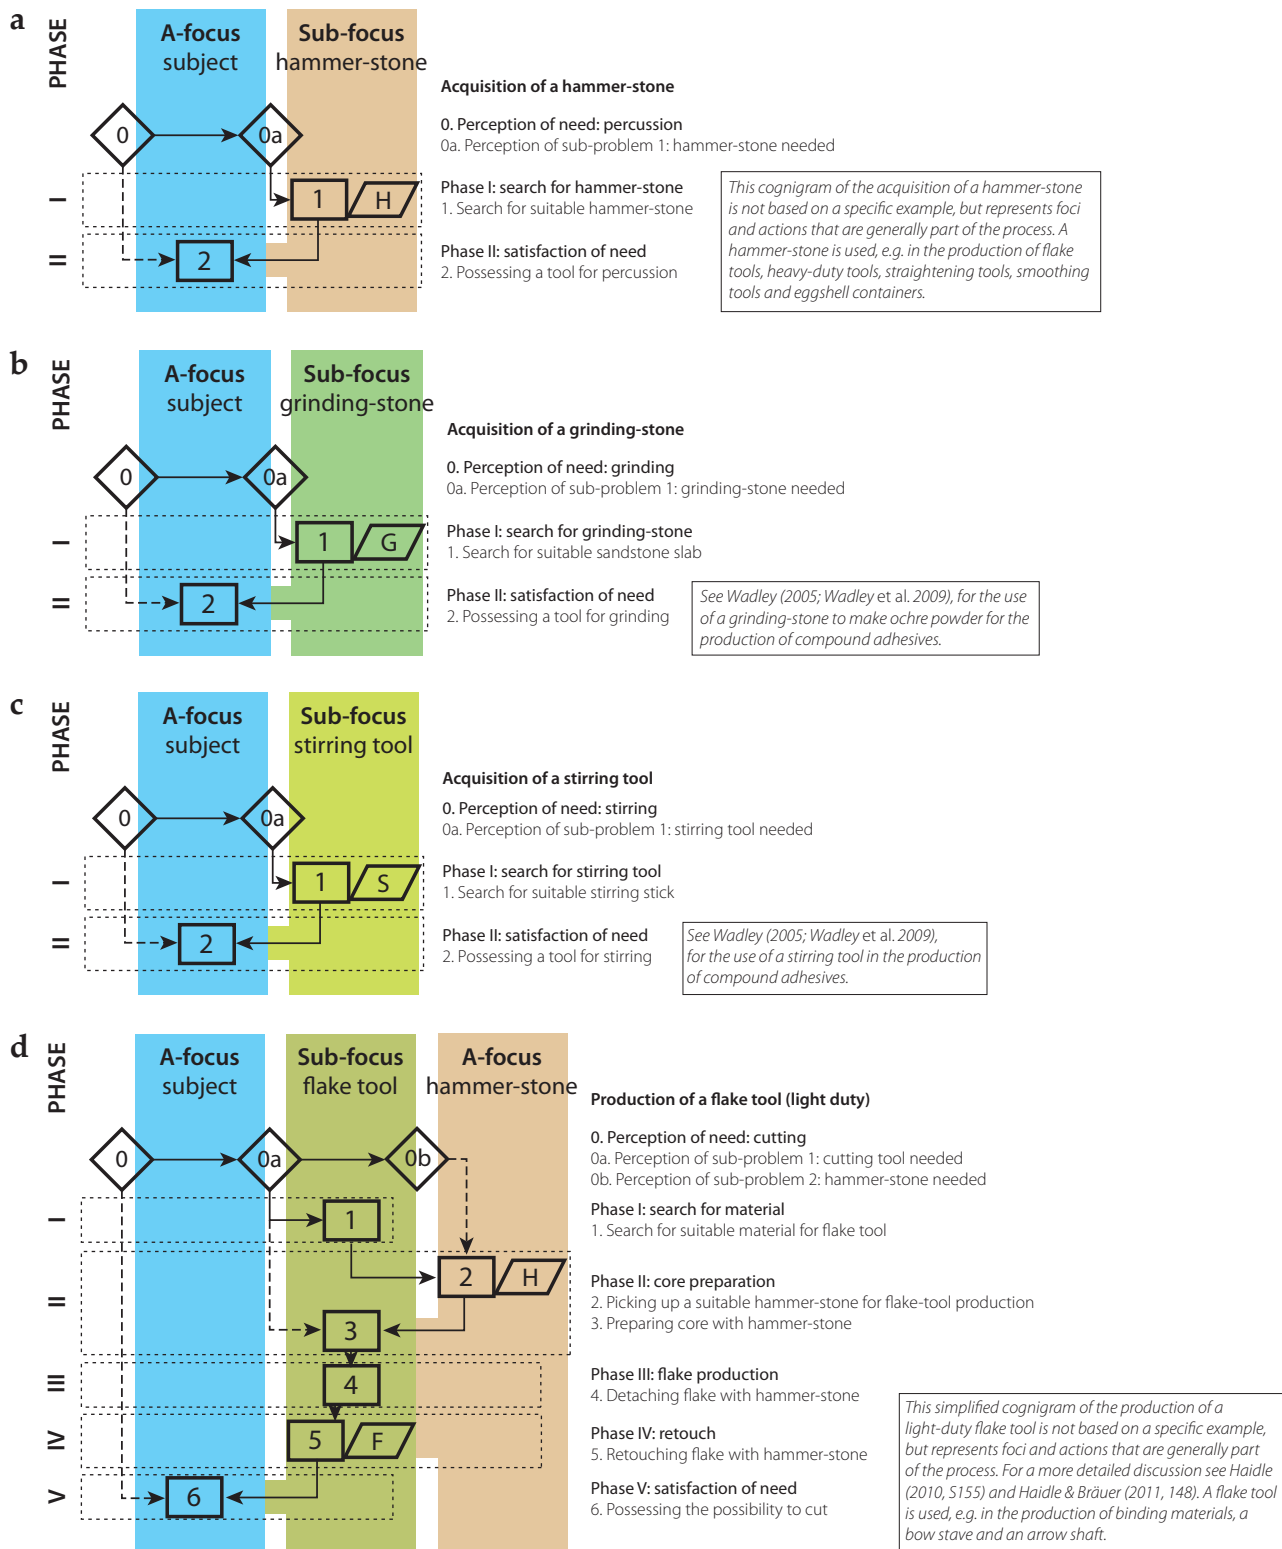 a
PHASE
A-focus
subject
Sub-focus
hammer-stone
0
0a
I
1
H
II
2
Acquisition of a hammer-stone
0. Perception of need: percussion
0a. Perception of sub-problem 1: hammer-stone needed
Phase I: search for hammer-stone
1. Search for suitable hammer-stone
Phase II: satisfaction of need
2. Possessing a tool for percussion
This cognigram of the acquisition of a hammer-stone
is not based on a specific example, but represents foci
and actions that are generally part of the process. A
hammer-stone is used, e.g. in the production of flake
tools, heavy-duty tools, straightening tools, smoothing
tools and eggshell containers.
b
PHASE
A-focus
subject
Sub-focus
grinding-stone
0
0a
I
1
G
II
2
Acquisition of a grinding-stone
0. Perception of need: grinding
0a. Perception of sub-problem 1: grinding-stone needed
Phase I: search for grinding-stone
1. Search for suitable sandstone slab
Phase II: satisfaction of need
2. Possessing a tool for grinding
See Wadley (2005; Wadley et al. 2009), for the use
of a grinding-stone to make ochre powder for the
production of compound adhesives.
c
PHASE
A-focus
subject
Sub-focus
stirring tool
0
0a
I
1
S
II
2
Acquisition of a stirring tool
0. Perception of need: stirring
0a. Perception of sub-problem 1: stirring tool needed
Phase I: search for stirring tool
1. Search for suitable stirring stick
Phase II: satisfaction of need
2. Possessing a tool for stirring
See Wadley (2005; Wadley et al. 2009),
for the use of a stirring tool in the production
of compound adhesives.
d
PHASE
A-focus
subject
Sub-focus
flake tool
A-focus
hammer-stone
0
0a
0b
I
1
II
2
H
3
III
4
IV
5
F
V
6
Production of a flake tool (light duty)
0. Perception of need: cutting
0a. Perception of sub-problem 1: cutting tool needed
0b. Perception of sub-problem 2: hammer-stone needed
Phase I: search for material
1. Search for suitable material for flake tool
Phase II: core preparation
2. Picking up a suitable hammer-stone for flake-tool production
3. Preparing core with hammer-stone
Phase III: flake production
4. Detaching flake with hammer-stone
Phase IV: retouch
5. Retouching flake with hammer-stone
Phase V: satisfaction of need
6. Possessing the possibility to cut
This simplified cognigram of the production of a
light-duty flake tool is not based on a specific example,
but represents foci and actions that are generally part
of the process. For a more detailed discussion see Haidle
(2010, S155) and Haidle & Bräuer (2011, 148). A flake tool
is used, e.g. in the production of binding materials, a
bow stave and an arrow shaft.